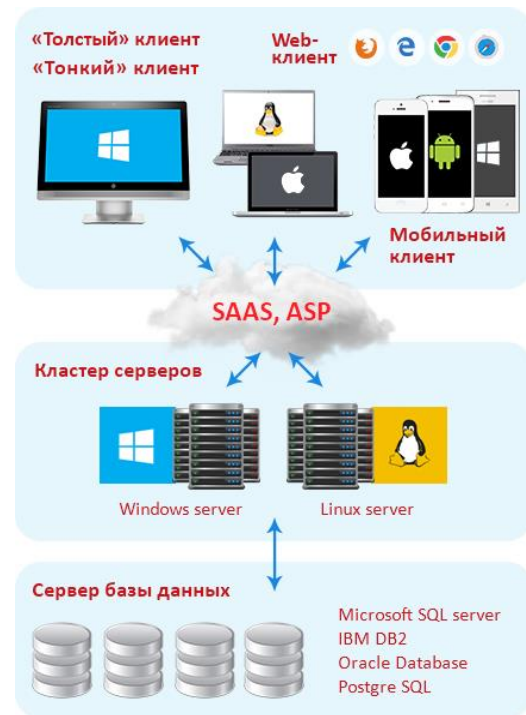 «Толстый» клиент
«Тонкий» клиент
Web-
клиент
Мобильный
клиент
SAAS, ASP
Кластер серверов
Windows server
Linux server
Сервер базы данных
Microsoft SQL server
IBM DB2
Oracle Database
Postgre SQL